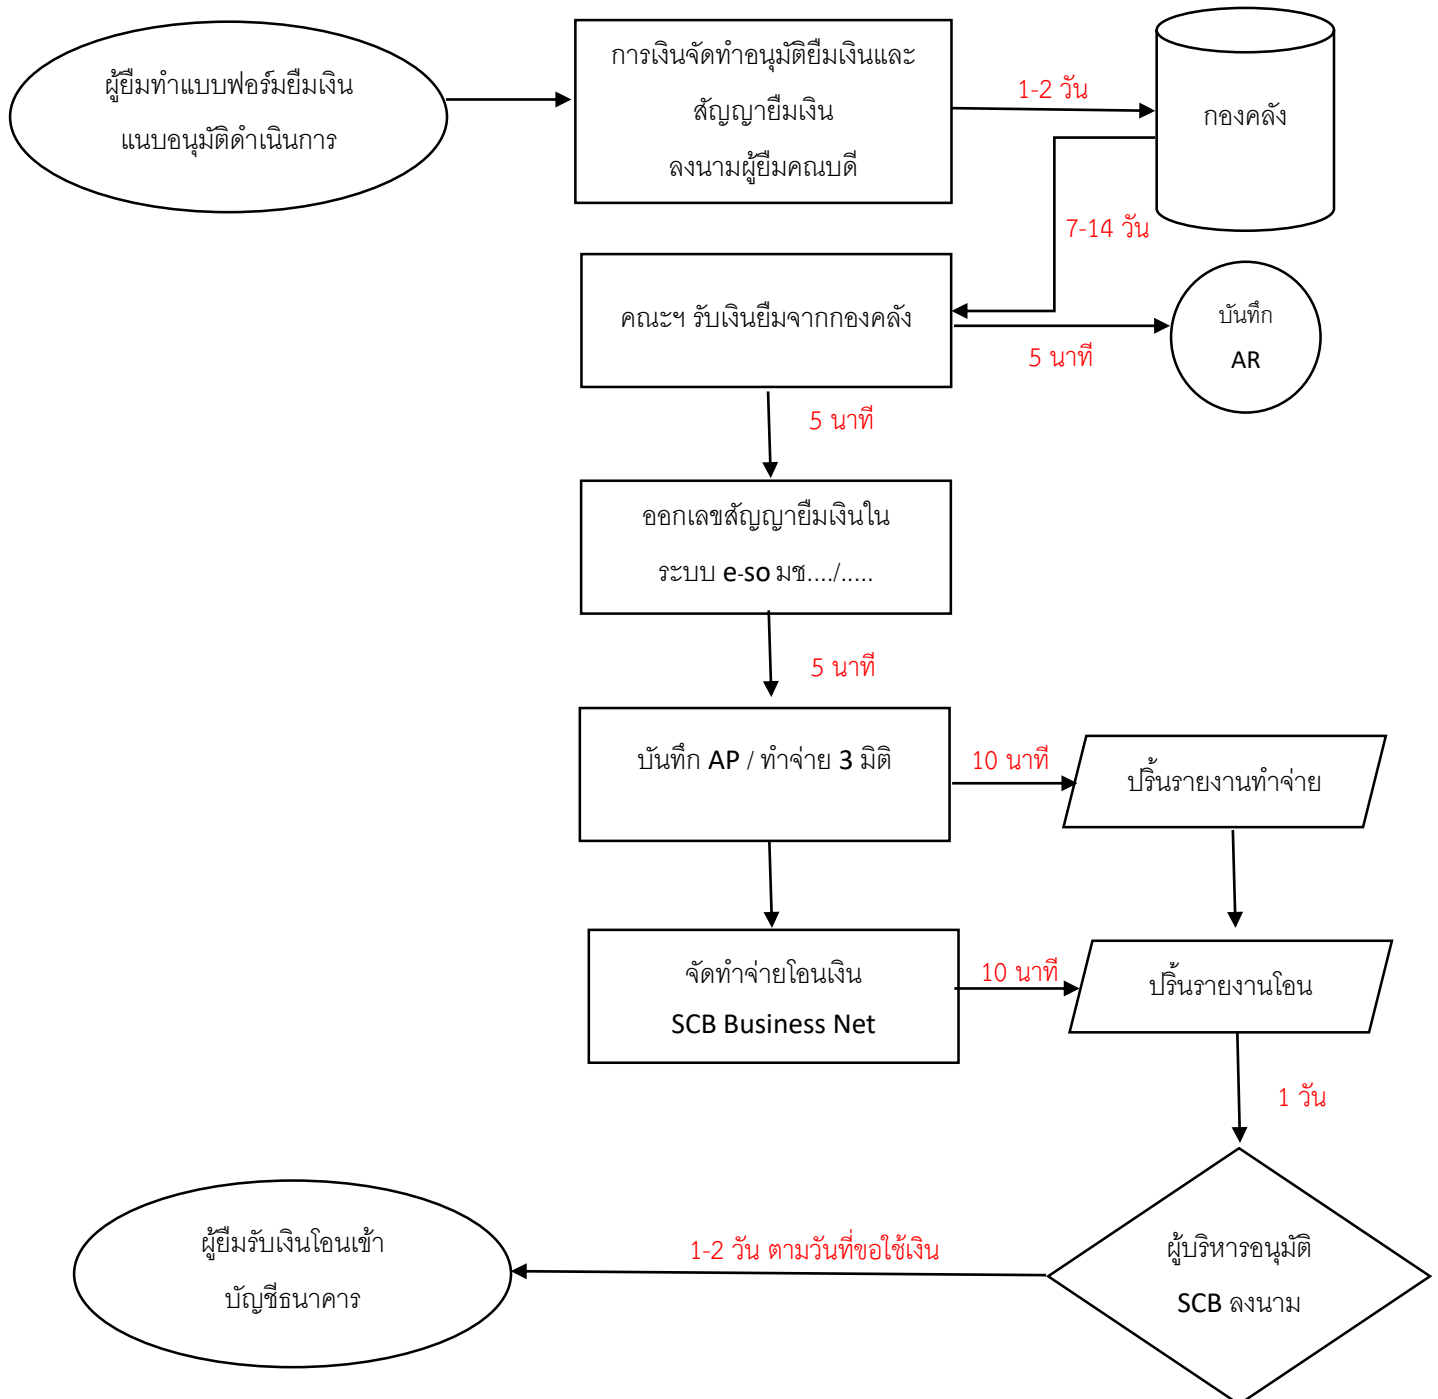 ผู้ยืมทำแบบฟอร์มยืมเงิน
แนบอนุมัติดำเนินการ
การเงินจัดทำอนุมัติยืมเงินและ
สัญญายืมเงิน
ลงนามผู้ยืมคณบดี
1-2 วัน
กองคลัง
7-14 วัน
คณะฯ รับเงินยืมจากกองคลัง
5 นาที
บันทึก
AR
5 นาที
ออกเลขสัญญายืมเงินใน
ระบบ e-so มช..../.....
5 นาที
บันทึก AP / ทำจ่าย 3 มิติ
10 นาที
ปริ้นรายงานทำจ่าย
จัดทำจ่ายโอนเงิน
SCB Business Net
10 นาที
ปริ้นรายงานโอน
1 วัน
ผู้บริหารอนุมัติ
SCB ลงนาม
1-2 วัน ตามวันที่ขอใช้เงิน
ผู้ยืมรับเงินโอนเข้า
บัญชีธนาคาร